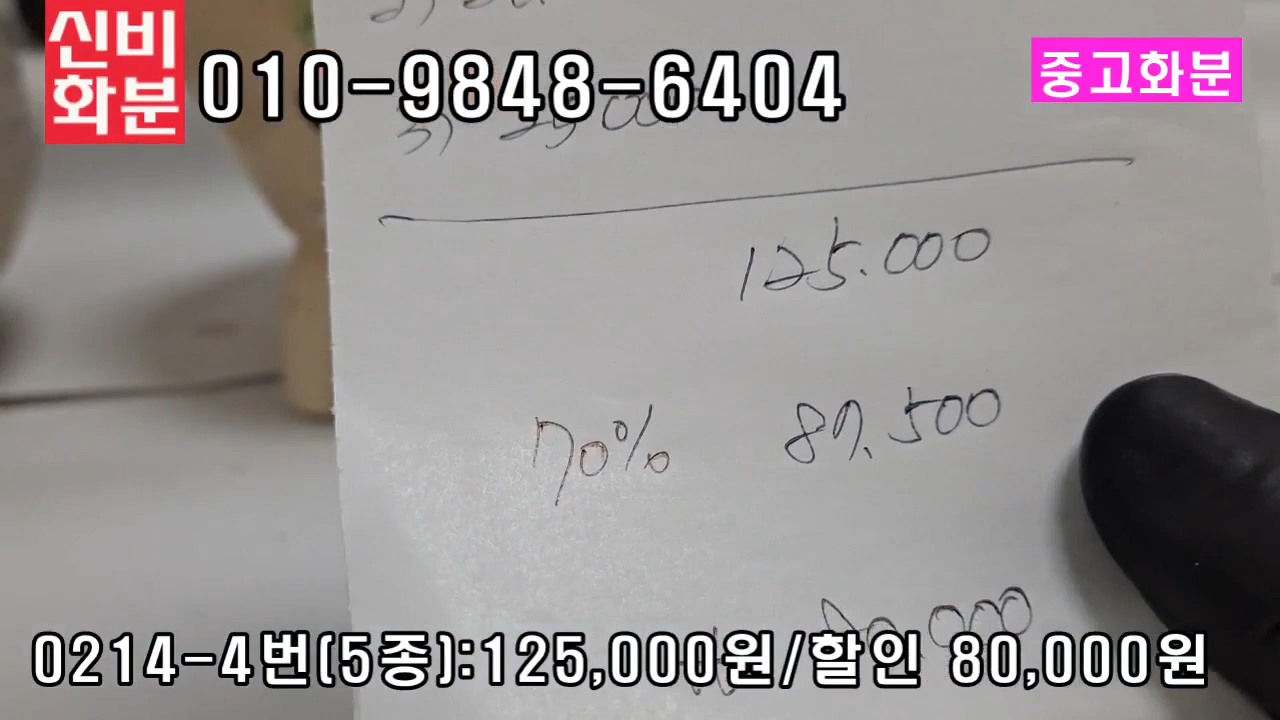 신비
화분
010-9848-6404
중고화분
125.000
70% 87.500
0214-4번(5종):125,000원/할인 80,000원